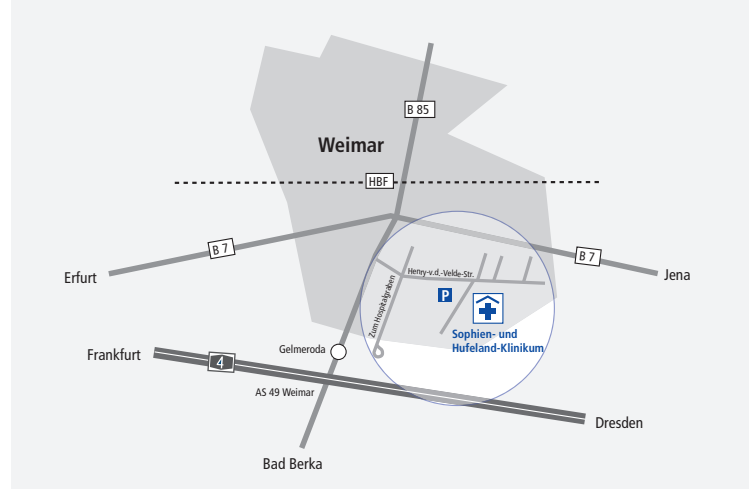 B 85
Weimar
HBF
B 7
B 7
Erfurt
Jena
Henry-v.d.-Velde-Str.
Zum Hospitalgraben
P
Sophien- und
Hufeland-Klinikum
Gelmeroda
Frankfurt
4
AS 49 Weimar
Dresden
Bad Berka